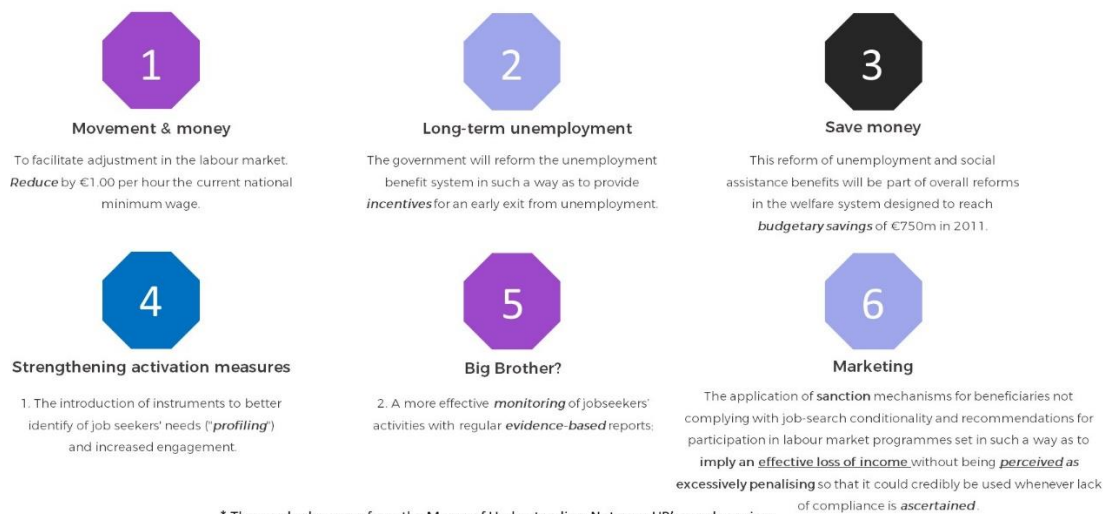 1
2
3
Movement & money
Long-term unemployment
Save money
To facilitate adjustment in the labour market.
Reduce by €1.00 per hour the current national
minimum wage.
The government will reform the unemployment
benefit system in such a way as to provide
incentives for an early exit from unemployment.
This reform of unemployment and social
assistance benefits will be part of overall reforms
in the welfare system designed to reach
budgetary savings of €750m in 2011.
4
5
6
Strengthening activation measures
Big Brother?
Marketing
1. The introduction of instruments to better
identify of job seekers' needs ("profiling")
and increased engagement.
2. A more effective monitoring of jobseekers'
activities with regular evidence-based reports;
The application of sanction mechanisms for beneficiaries not
complying with job-search conditionality and recommendations for
participation in labour market programmes set in such a way as to
imply an effective loss of income without being perceived as
excessively penalising so that it could credibly be used whenever lack
of compliance is ascertained.